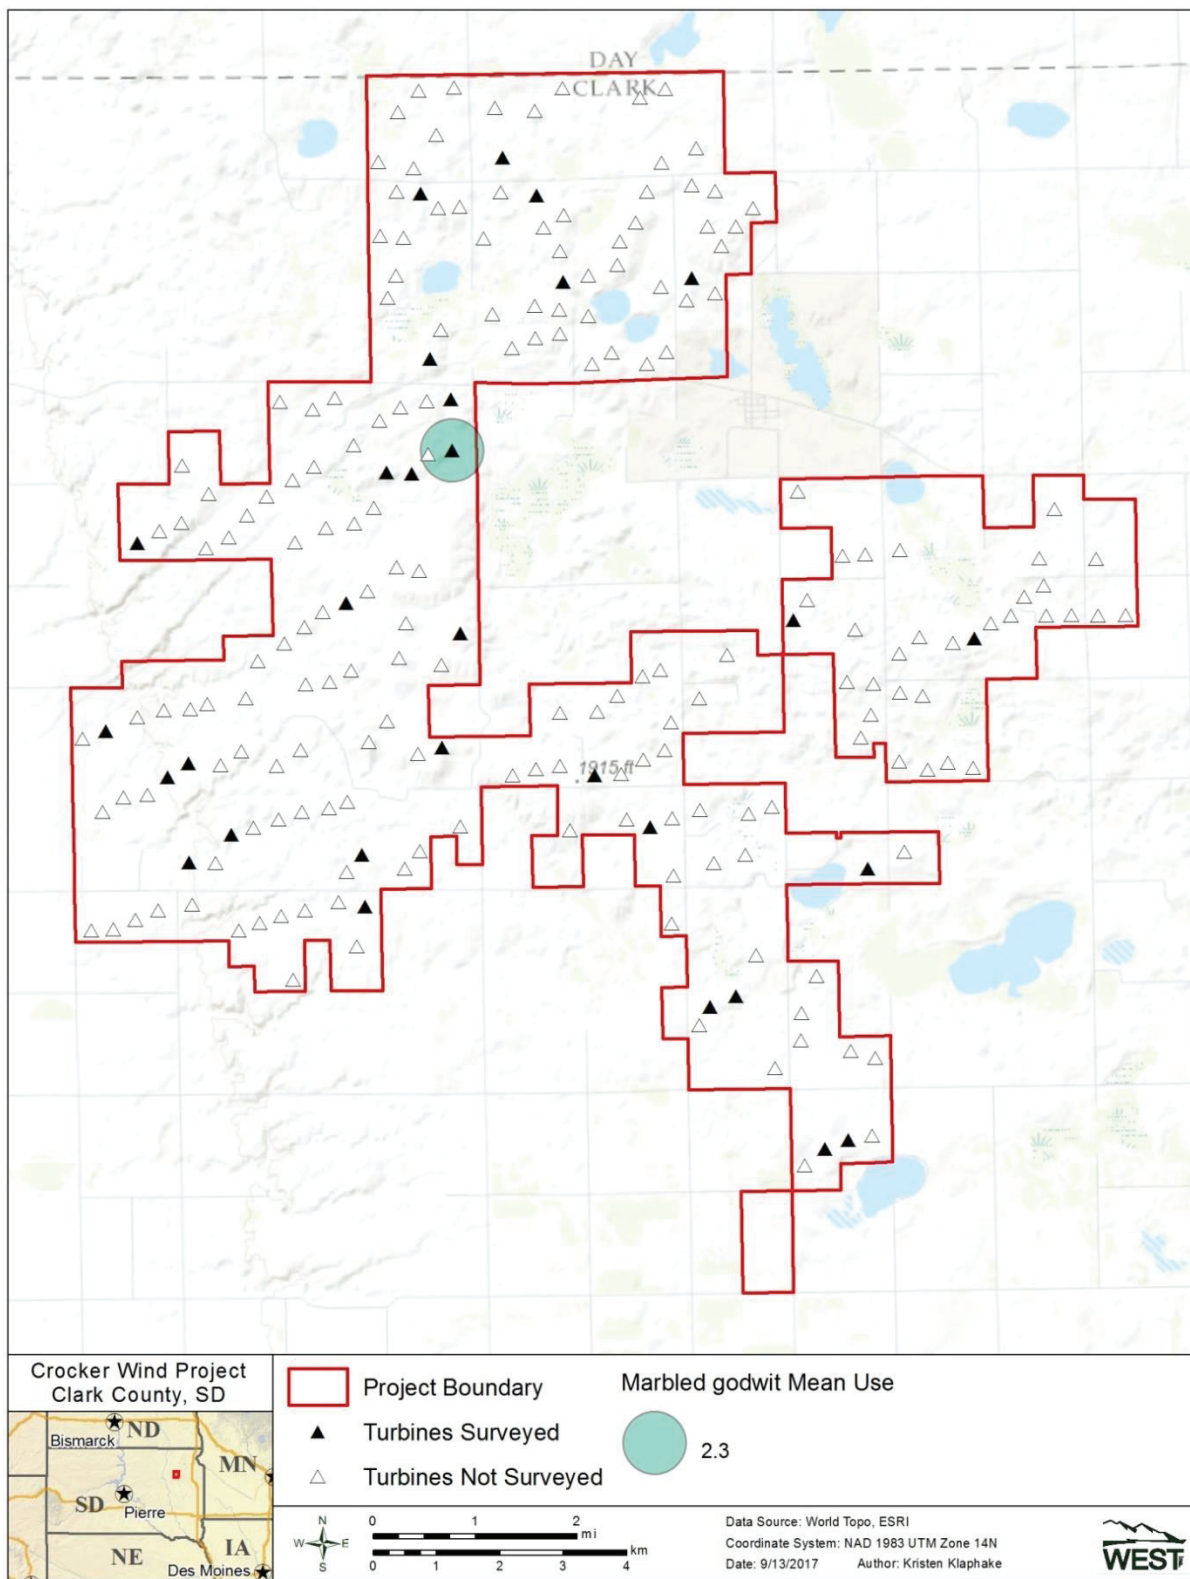 DAY
CLARK
1915 ft
Crocker Wind Project
Clark County, SD
ND
Bismarck
MN
SD
Pierre
NE
IA
Des Moines
Project Boundary
Turbines Surveyed
Turbines Not Surveyed
Marbled godwit Mean Use
2.3
N
W E
S
0 1 2
mi
0 1 2 3 4
km
Data Source: World Topo, ESRI
Coordinate System: NAD 1983 UTM Zone 14N
Date: 9/13/2017 Author: Kristen Klaphake
WEST